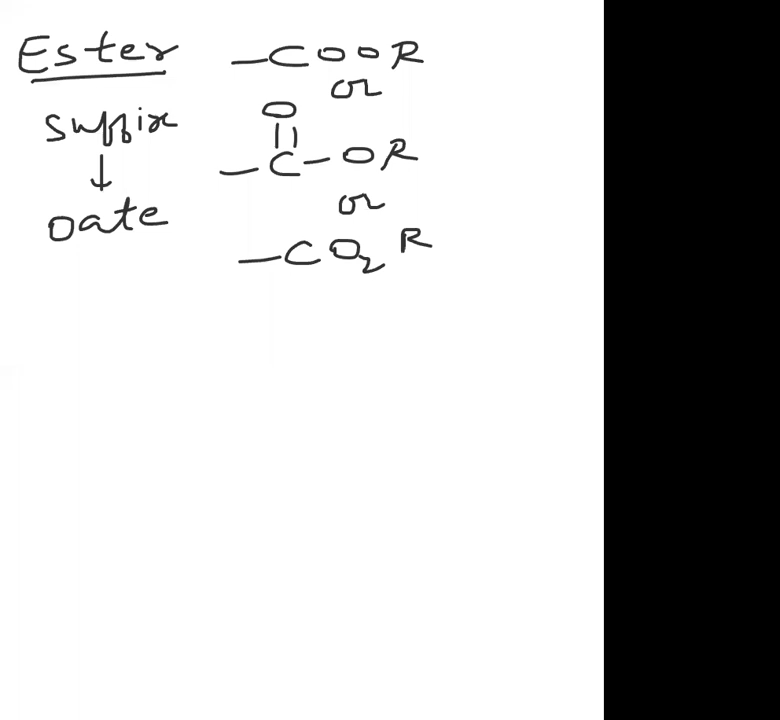 Ester -COOR
or
Suffix
↓
Oate
O
||
-C-OR
or
-CO₂R